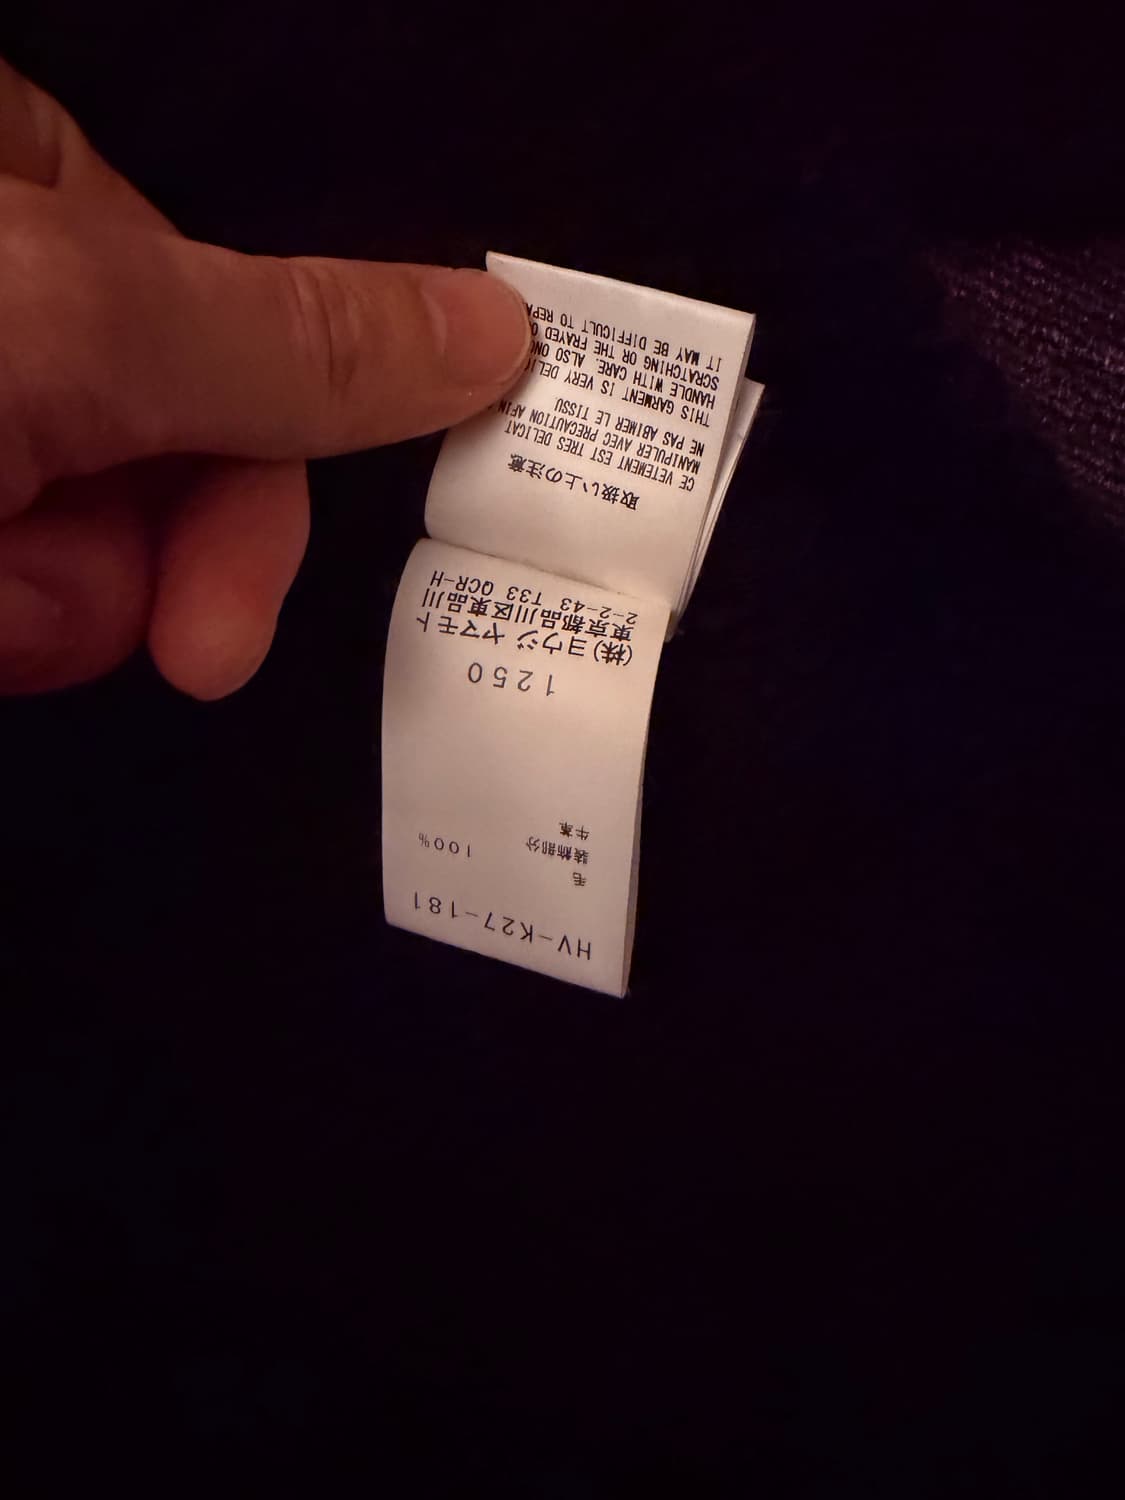 HV-K27-181
毛 100%
装飾部分
牛革
1250
(株)ヨウジ ヤマモト
東京都品川区東品川
2-2-43 T33 QCR-H
取扱い上の注意
CE VETEMENT EST TRES DELICAT
MANIPULER AVEC PRECAUTION AFIN
NE PAS ABIMER LE TISSU.
THIS GARMENT IS VERY
HANDLE WITH CARE. ALSO
SCRATCHING OR THE FRAYED
IT MAY BE DIFFICULT TO